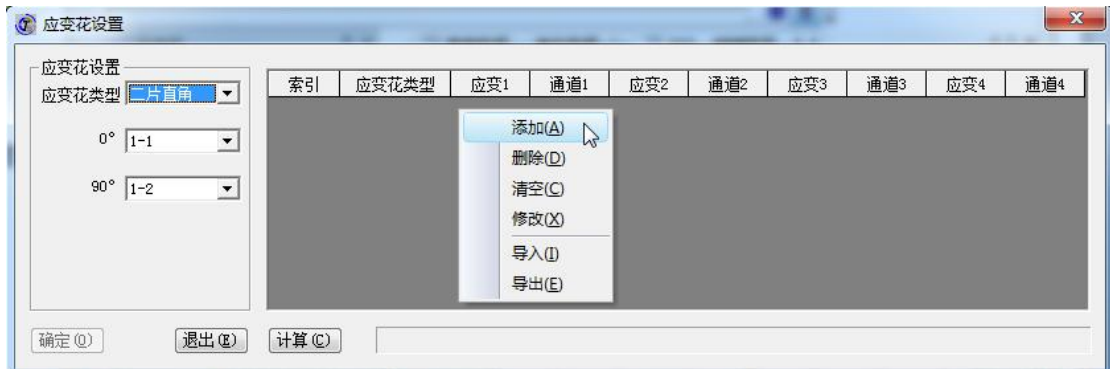 应变花设置
应变花设置
应变花类型 二片直角
0° 1-1
90° 1-2
索引 应变花类型 应变1 通道1 应变2 通道2 应变3 通道3 应变4 通道4
添加(A)
删除(D)
清空(C)
修改(X)
导入(I)
导出(E)
确定(O) 退出(E) 计算(C)